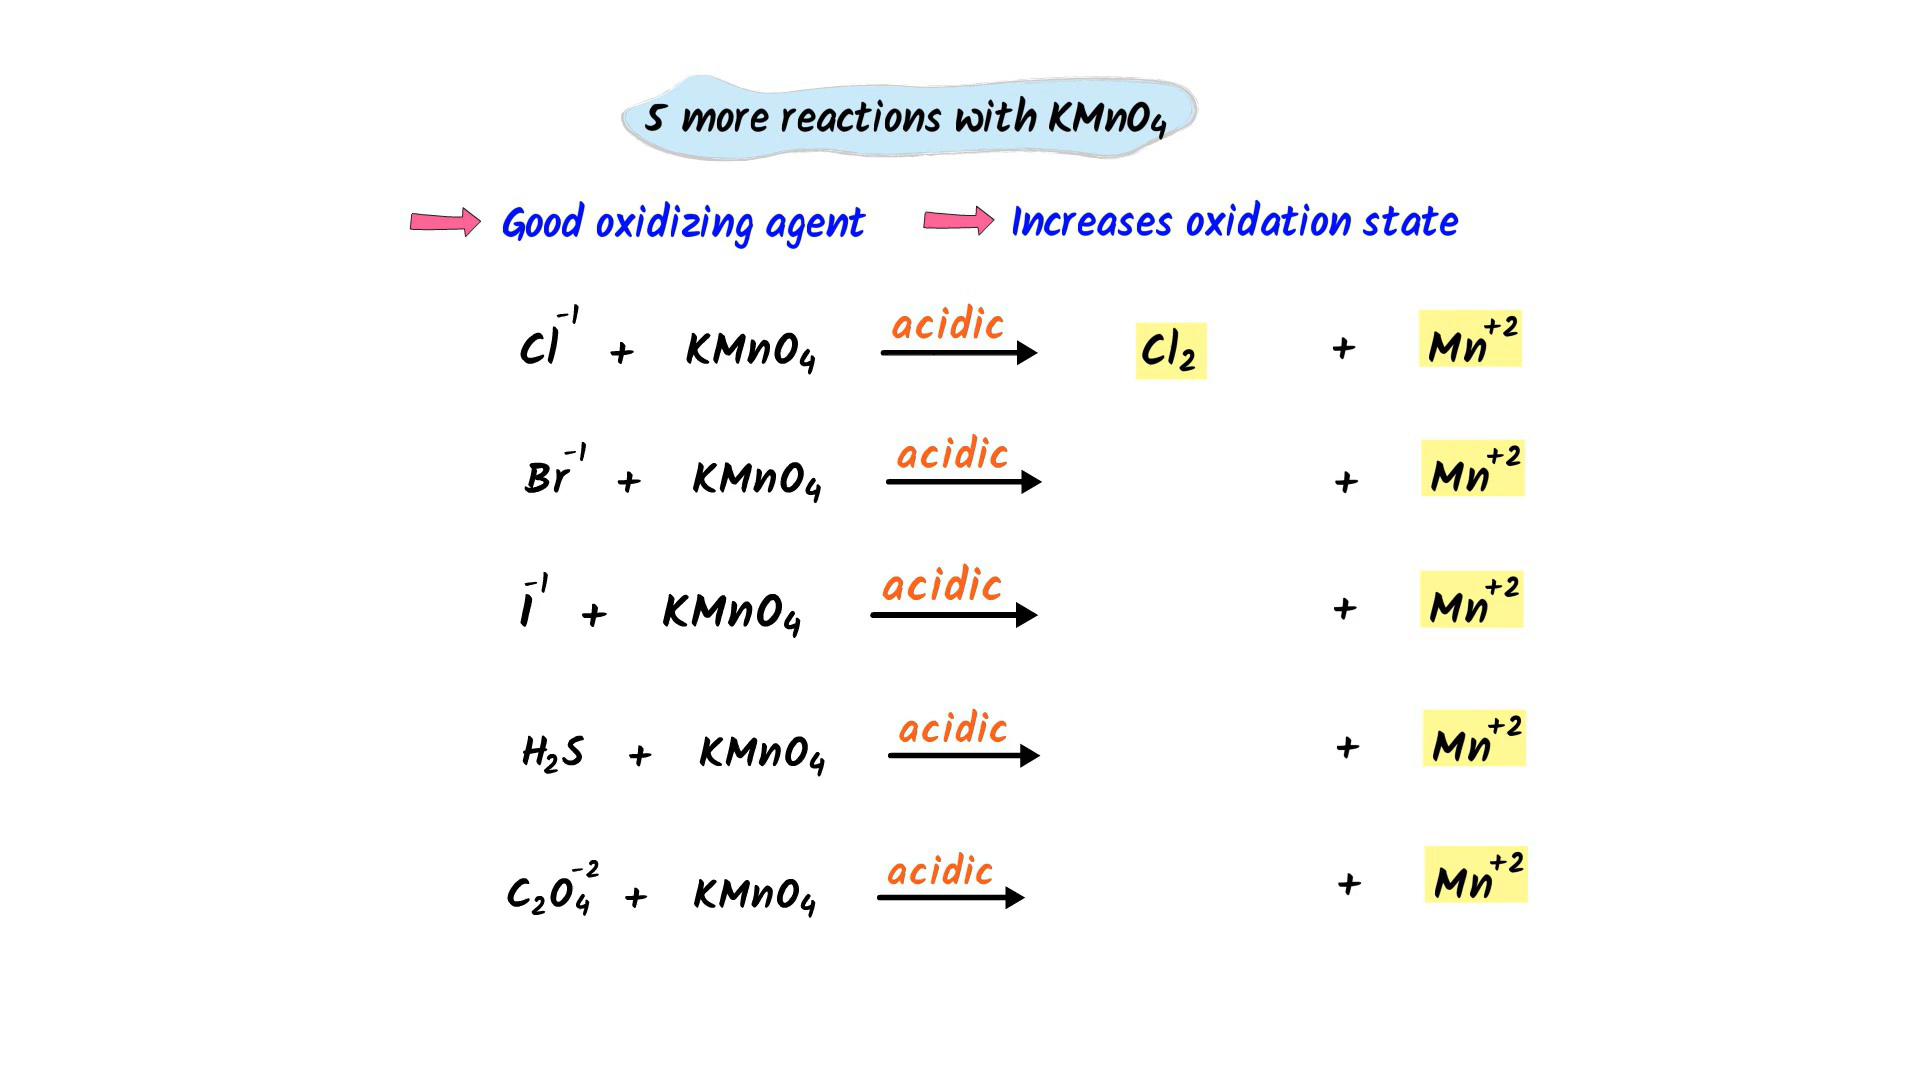 5 more reactions with KMnO₄
Good oxidizing agent Increases oxidation state
Cl⁻¹ + KMnO₄ acidic Cl₂ + Mn⁺²
Br⁻¹ + KMnO₄ acidic + Mn⁺²
I⁻¹ + KMnO₄ acidic + Mn⁺²
H₂S + KMnO₄ acidic + Mn⁺²
C₂O₄⁻² + KMnO₄ acidic + Mn⁺²